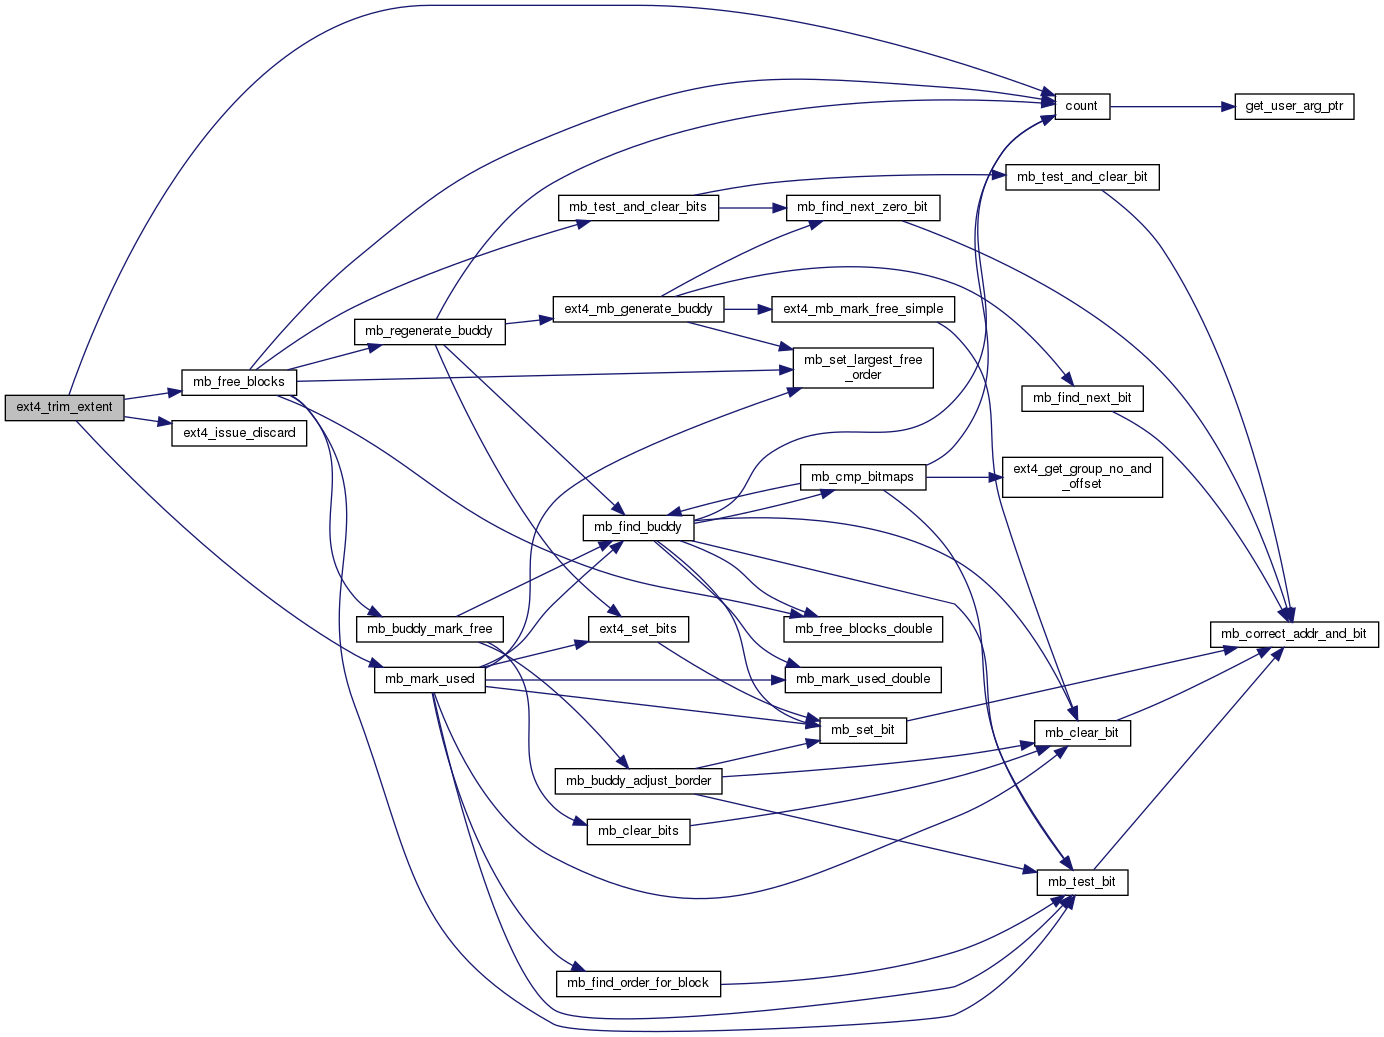 count
get_user_arg_ptr
mb_test_and_clear_bit
mb_test_and_clear_bits
mb_find_next_zero_bit
ext4_mb_generate_buddy
ext4_mb_mark_free_simple
mb_regenerate_buddy
mb_set_largest_free
_order
mb_free_blocks
mb_find_next_bit
ext4_trim_extent
ext4_issue_discard
mb_cmp_bitmaps
ext4_get_group_no_and
_offset
mb_find_buddy
mb_buddy_mark_free
ext4_set_bits
mb_free_blocks_double
mb_correct_addr_and_bit
mb_mark_used
mb_mark_used_double
mb_set_bit
mb_clear_bit
mb_buddy_adjust_border
mb_clear_bits
mb_test_bit
mb_find_order_for_block